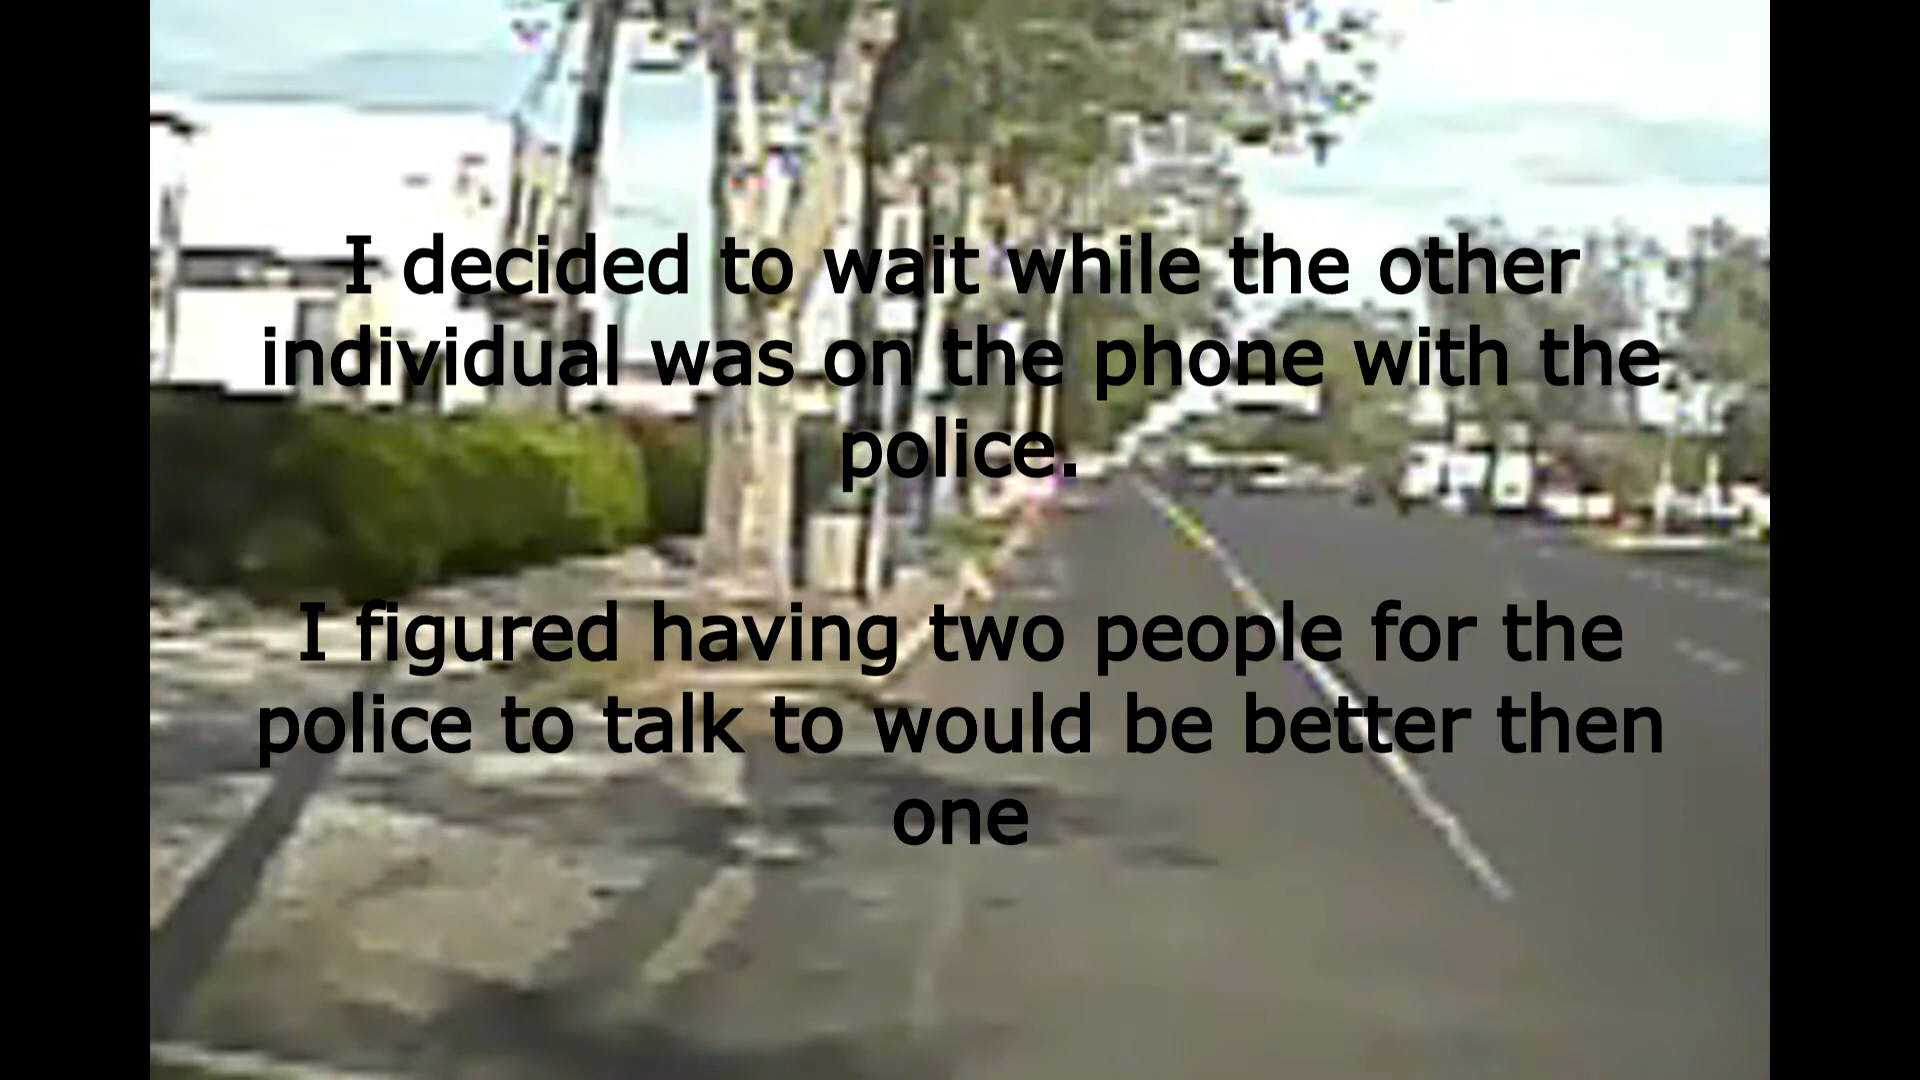 I decided to wait while the other
individual was on the phone with the
police.
I figured having two people for the
police to talk to would be better then
one